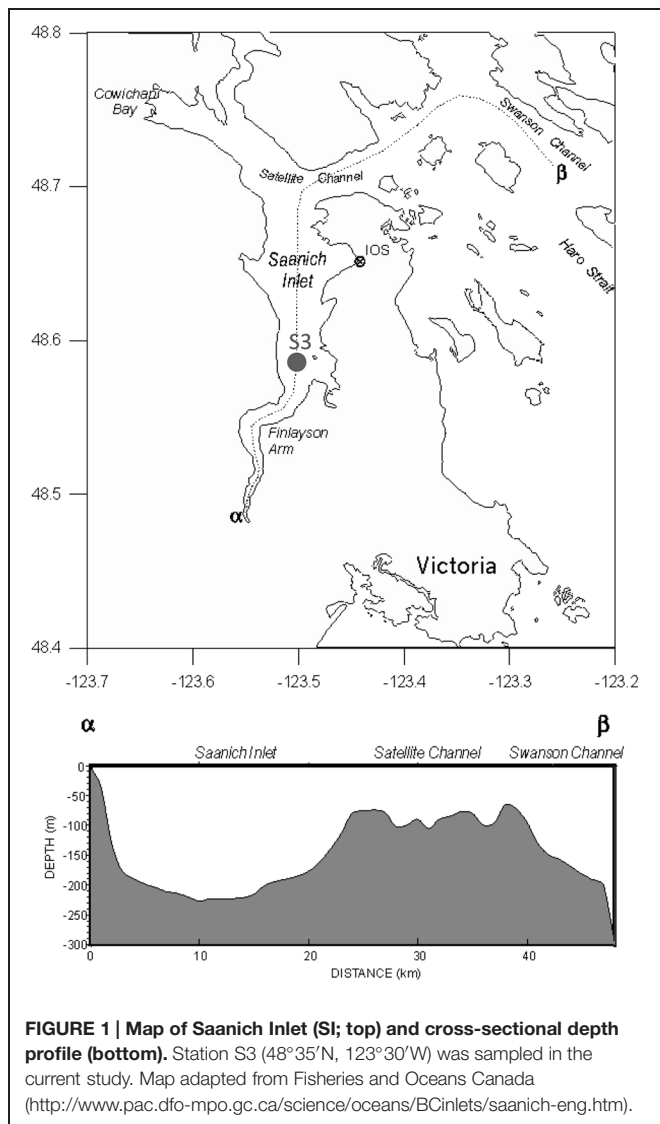 48.8
Cowichan
Bay
Swanson Channel
β
48.7
Satellite Channel
IOS
Saanich
Inlet
Haro Strait
S3
48.6
Finlayson
Arm
48.5
α
Victoria
48.4
-123.7 -123.6 -123.5 -123.4 -123.3 -123.2
α β
Saanich Inlet Satellite Channel Swanson Channel
0
-50
-100
-150
-200
-250
-300
DEPTH (m)
0 10 20 30 40
DISTANCE (km)
FIGURE 1 | Map of Saanich Inlet (SI; top) and cross-sectional depth
profile (bottom). Station S3 (48°35′N, 123°30′W) was sampled in the
current study. Map adapted from Fisheries and Oceans Canada
(http://www.pac.dfo-mpo.gc.ca/science/oceans/BCinlets/saanich-eng.htm).